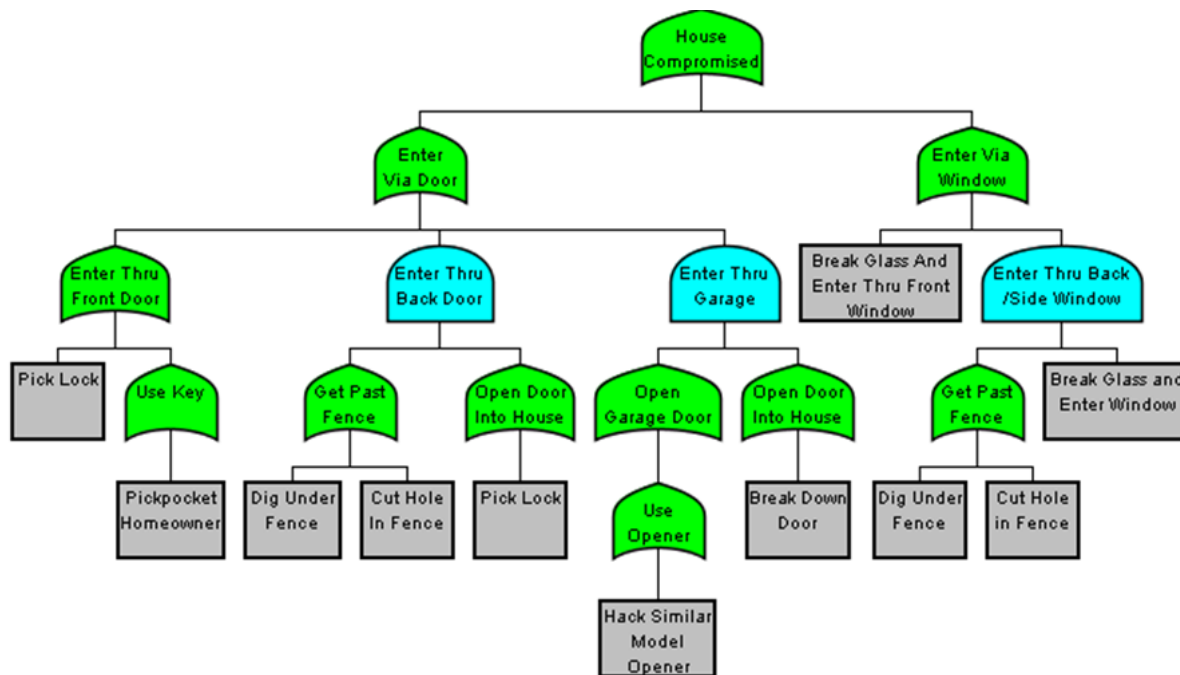 House
Compromised
Enter
Via Door
Enter Via
Window
Enter Thru
Front Door
Enter Thru
Back Door
Enter Thru
Garage
Break Glass And
Enter Thru Front
Window
Enter Thru Back
/Side Window
Pick Lock
Use Key
Get Past
Fence
Open Door
Into House
Open
Garage Door
Open Door
Into House
Get Past
Fence
Break Glass and
Enter Window
Pickpocket
Homeowner
Dig Under
Fence
Cut Hole
In Fence
Pick Lock
Use
Opener
Break Down
Door
Dig Under
Fence
Cut Hole
in Fence
Hack Similar
Model
Opener